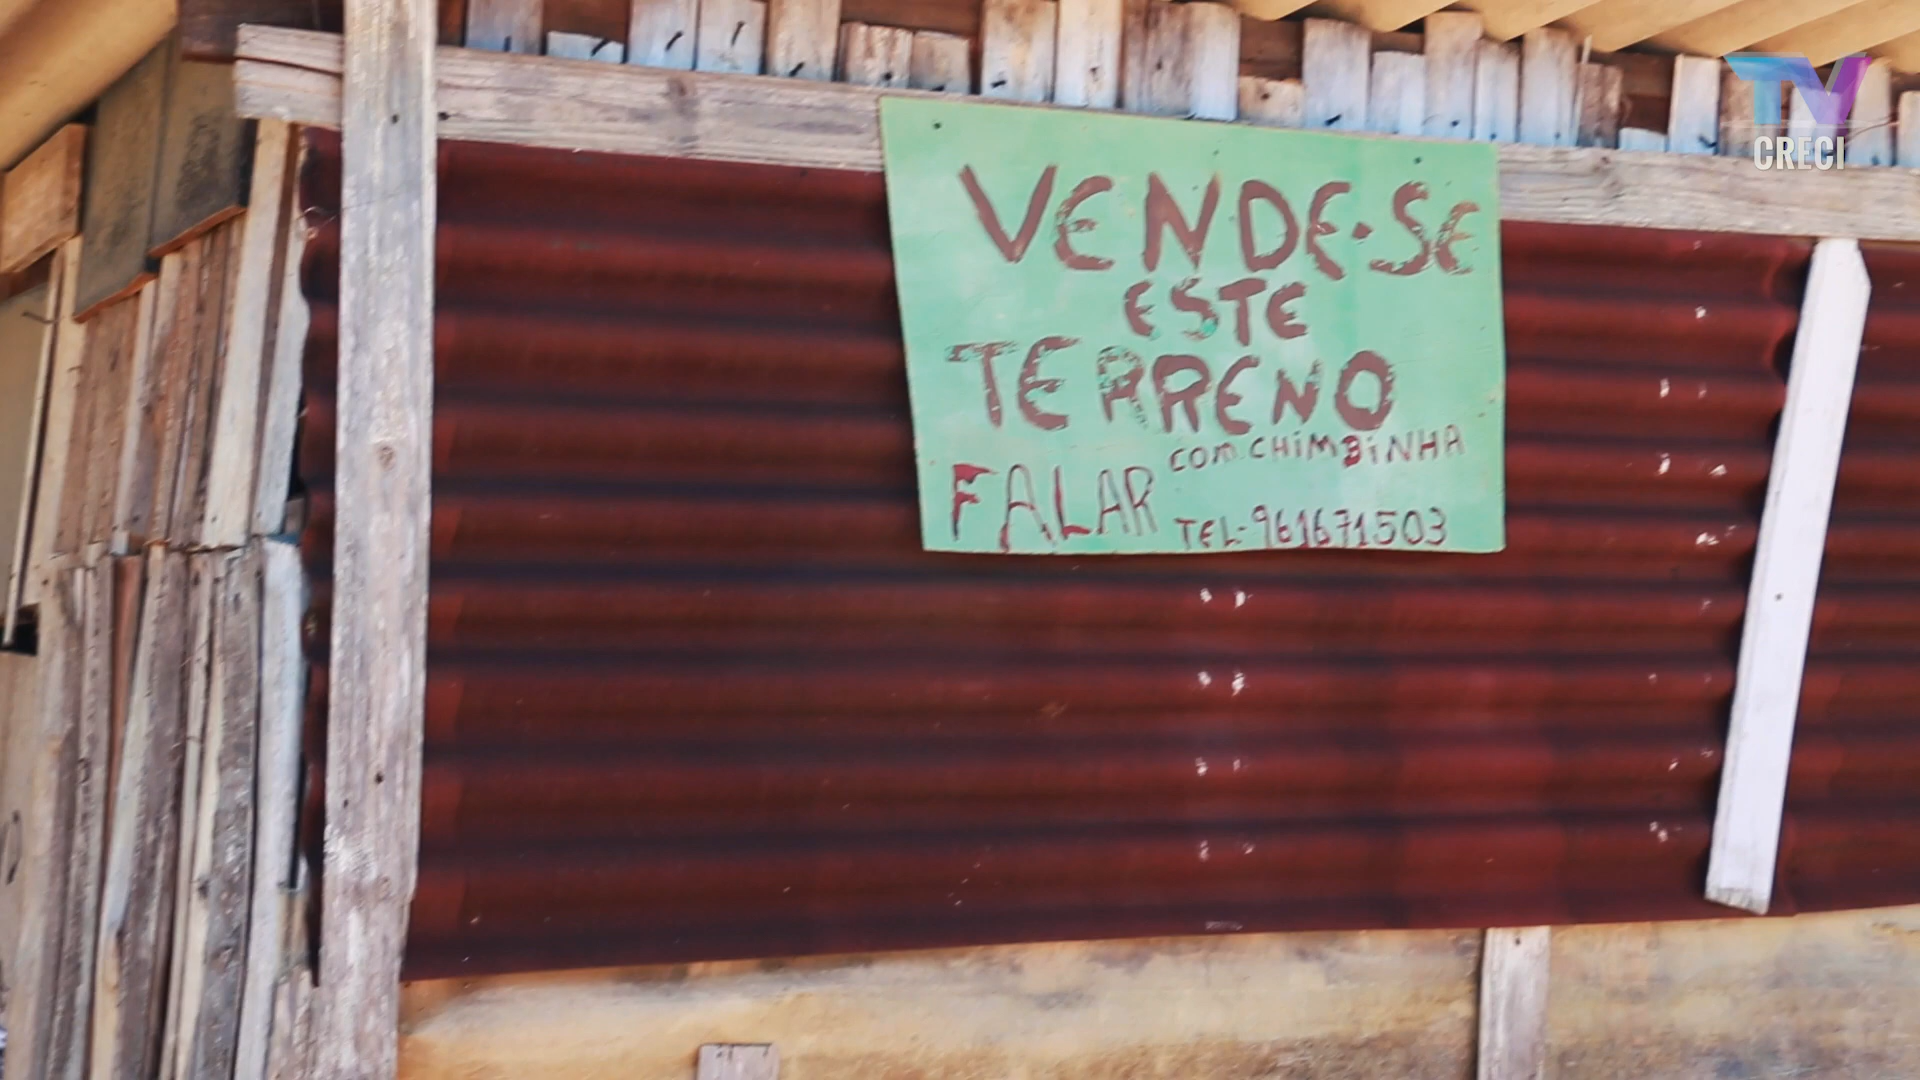 TV
CRECI
VENDE-SE
ESTE
TERRENO
FALAR COM CHIMBINHA
TEL-961671503